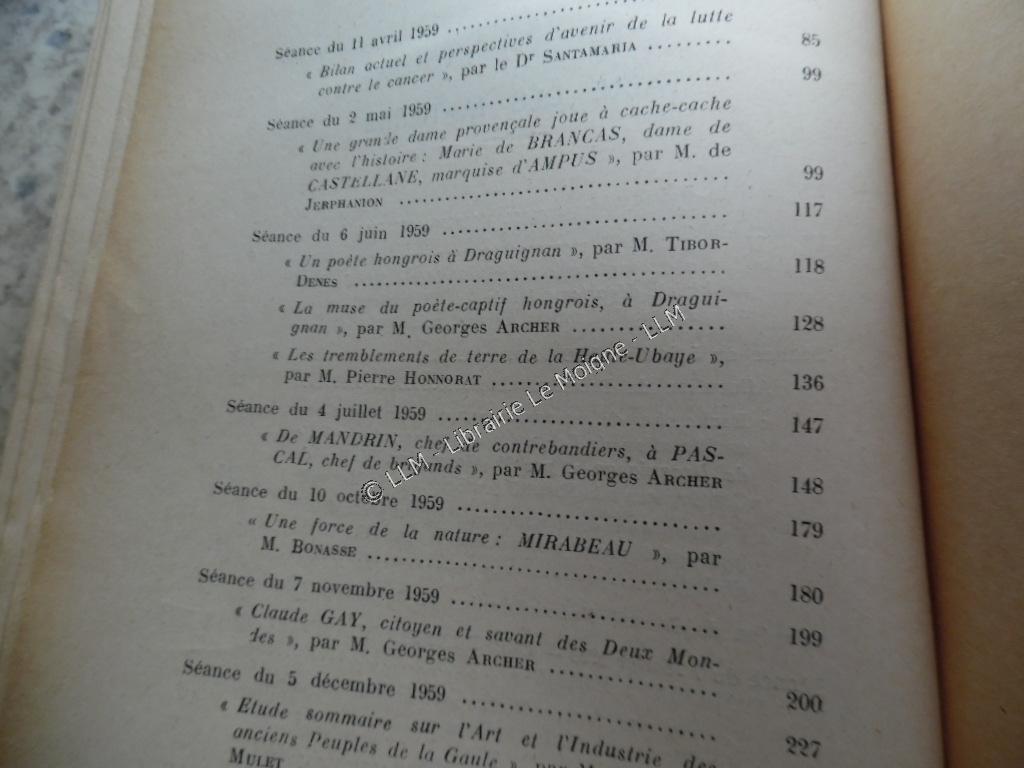 Séance du 11 avril 1959 ..............................
« Bilan actuel et perspectives d'avenir de la lutte
contre le cancer », par le Dr SANTAMARIA ......... 85
Séance du 2 mai 1959 .............................. 99
« Une grande dame provençale joue à cache-cache
avec l'histoire : Marie de BRANCAS, dame de
CASTELLANE, marquise d'AMPUS », par M. de
JERPHANION .............................. 99
Séance du 6 juin 1959 .............................. 117
« Un poète hongrois à Draguignan », par M. TIBOR-
DENES .............................. 118
« La muse du poète-captif hongrois, à Dragui-
gnan », par M. Georges ARCHER ................ 128
« Les tremblements de terre de la Haute-Ubaye »,
par M. Pierre HONNORAT ........................ 136
Séance du 4 juillet 1959 .............................. 147
« De MANDRIN, chef de contrebandiers, à PAS-
CAL, chef de brigands », par M. Georges ARCHER 148
Séance du 10 octobre 1959 .............................. 179
« Une force de la nature : MIRABEAU », par
M. BONASSE .............................. 180
Séance du 7 novembre 1959 .............................. 199
« Claude GAY, citoyen et savant des Deux Mon-
des », par M. Georges ARCHER .................. 200
Séance du 5 décembre 1959 .............................. 227
« Etude sommaire sur l'Art et l'Industrie des
anciens Peuples de la Gaule », par
MULET
© LLM - Librairie Le Moigne - LLM